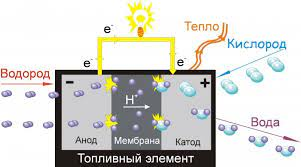 e⁻ e⁻
Тепло
Кислород
Водород
− +
H⁺
Вода
Анод Мембрана Катод
Топливный элемент